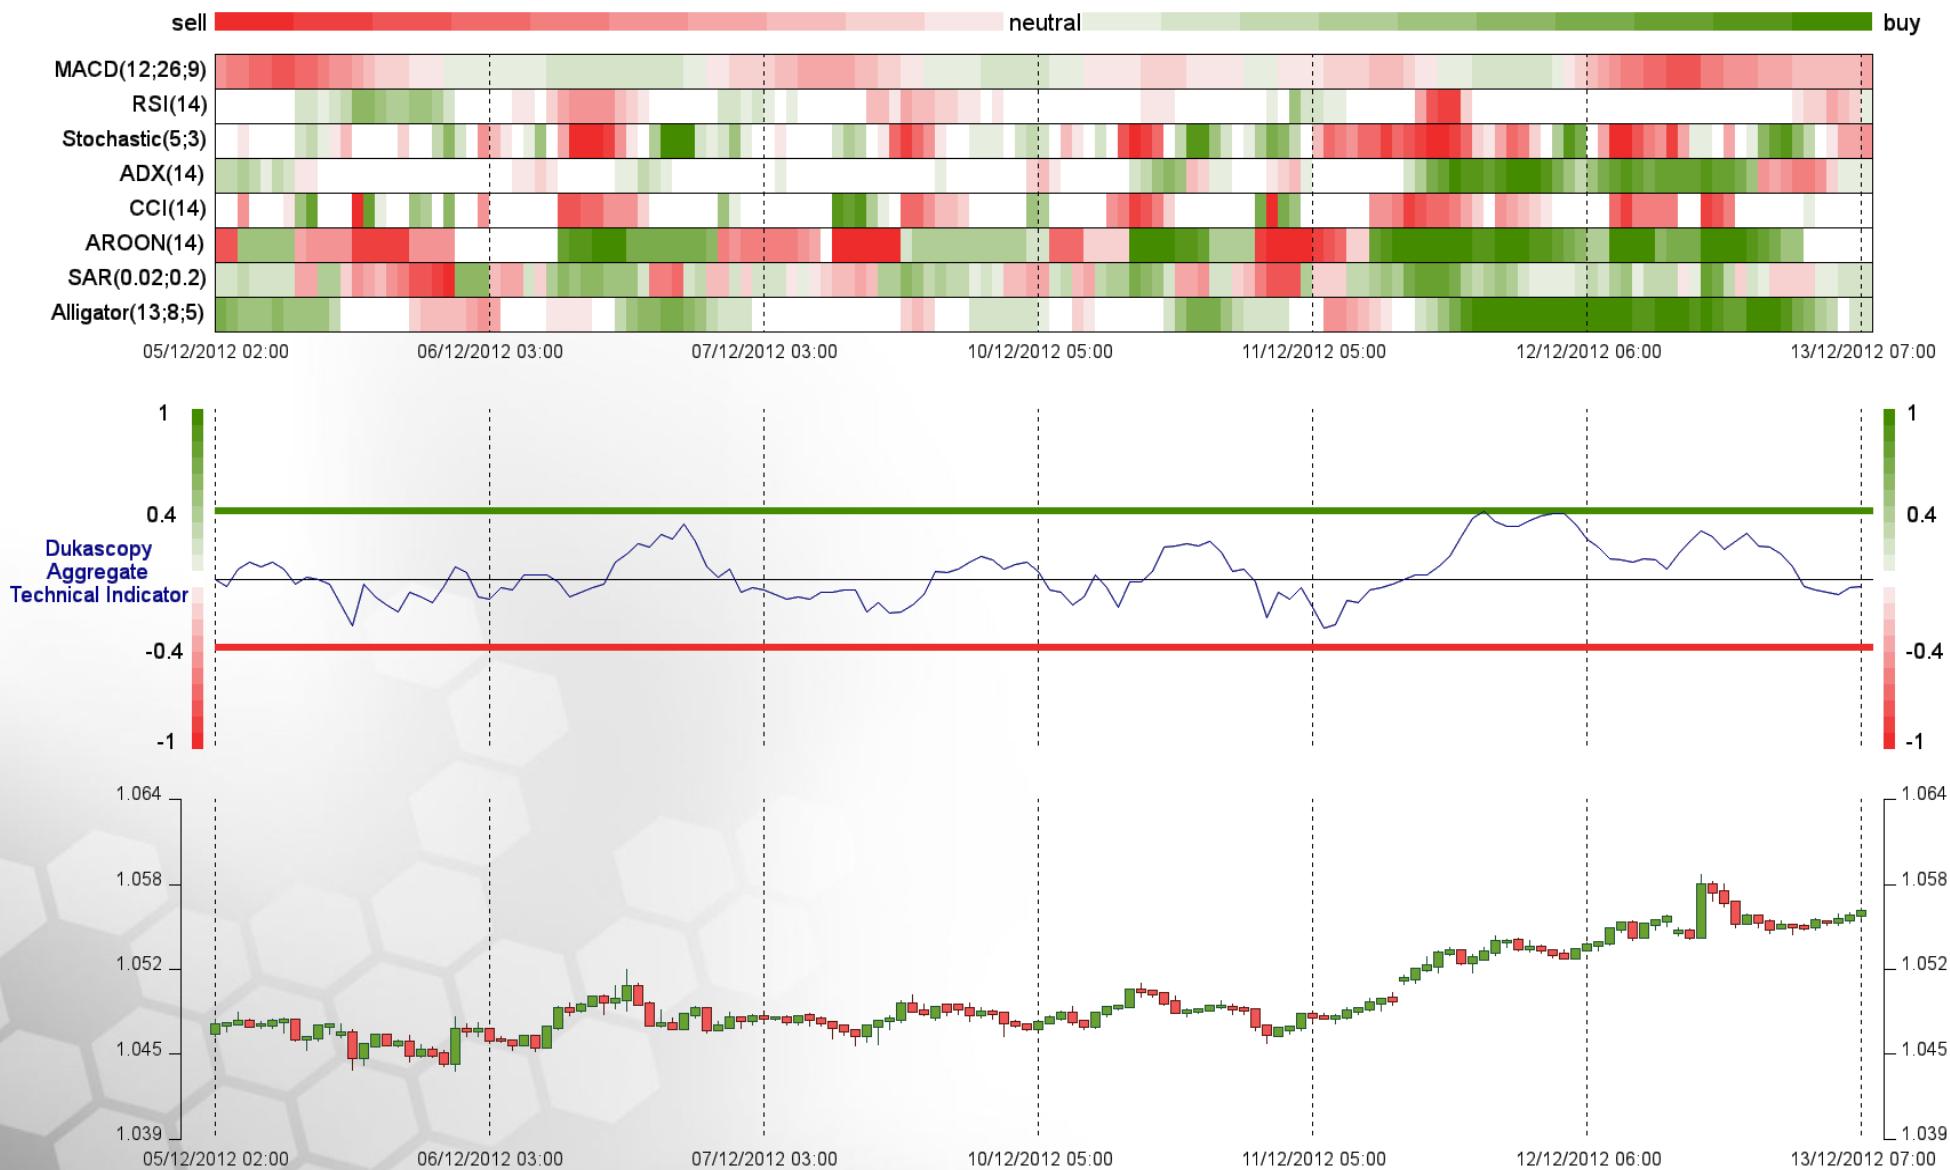 sell neutral buy
MACD(12;26;9)
RSI(14)
Stochastic(5;3)
ADX(14)
CCI(14)
AROON(14)
SAR(0.02;0.2)
Alligator(13;8;5)
05/12/2012 02:00 06/12/2012 03:00 07/12/2012 03:00 10/12/2012 05:00 11/12/2012 05:00 12/12/2012 06:00 13/12/2012 07:00
1 1
0.4 0.4
Dukascopy
Aggregate
Technical Indicator
-0.4 -0.4
-1 -1
1.064 1.064
1.058 1.058
1.052 1.052
1.045 1.045
1.039 1.039
05/12/2012 02:00 06/12/2012 03:00 07/12/2012 03:00 10/12/2012 05:00 11/12/2012 05:00 12/12/2012 06:00 13/12/2012 07:00